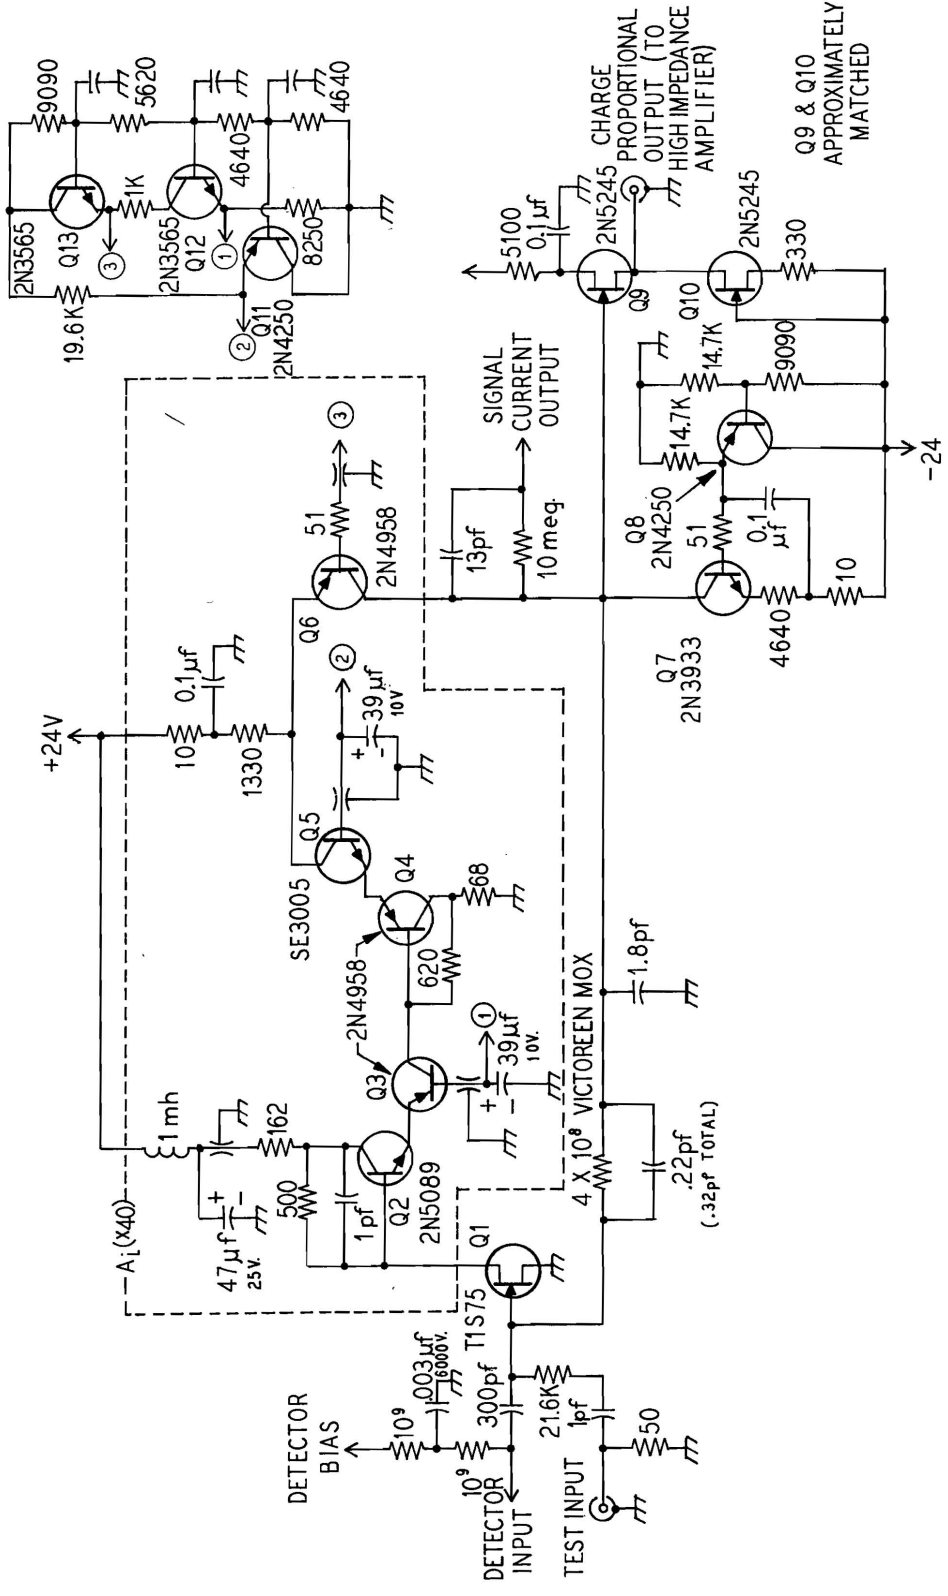 DETECTOR
BIAS
10⁹
.003µf
6000V.
10⁹
DETECTOR
INPUT
300pf
21.6K
1pf
TEST INPUT
50
T1S75
Q1
Ai(X40)
47µf
25V.
1mh
162
500
1pf
Q2
2N5089
Q3
2N4958
1
39µf
10V.
620
68
Q4
SE3005
Q5
2
39µf
10V
+24V
10
0.1µf
1330
Q6
2N4958
51
3
4 X 10⁸ VICTOREEN MOX
.22pf
(.32pf TOTAL)
1.8pf
13pf
10 meg.
SIGNAL
CURRENT
OUTPUT
Q7
2N3933
4640
10
51
0.1
µf
Q8
2N4250
14.7K
14.7K
9090
-24
5100
0.1µf
2N5245
Q9
Q10
2N5245
330
CHARGE
PROPORTIONAL
OUTPUT (TO
HIGH IMPEDANCE
AMPLIFIER)
Q9 & Q10
APPROXIMATELY
MATCHED
19.6K
2N3565
Q13
3
1K
2N3565
Q12
1
2
Q11
2N4250
8250
9090
5620
4640
4640